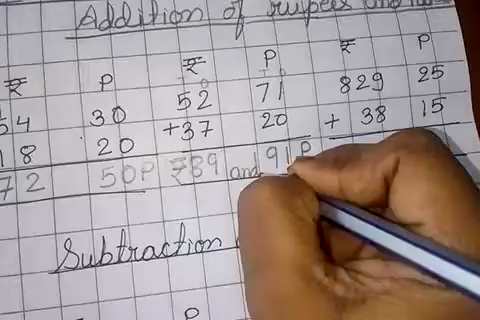 Addition of rupees and
₹ P ₹ P ₹ P
54 30 52 71 829 25
18 20 +37 20 + 38 15
72 50P ₹89 and 91P
Subtraction
P